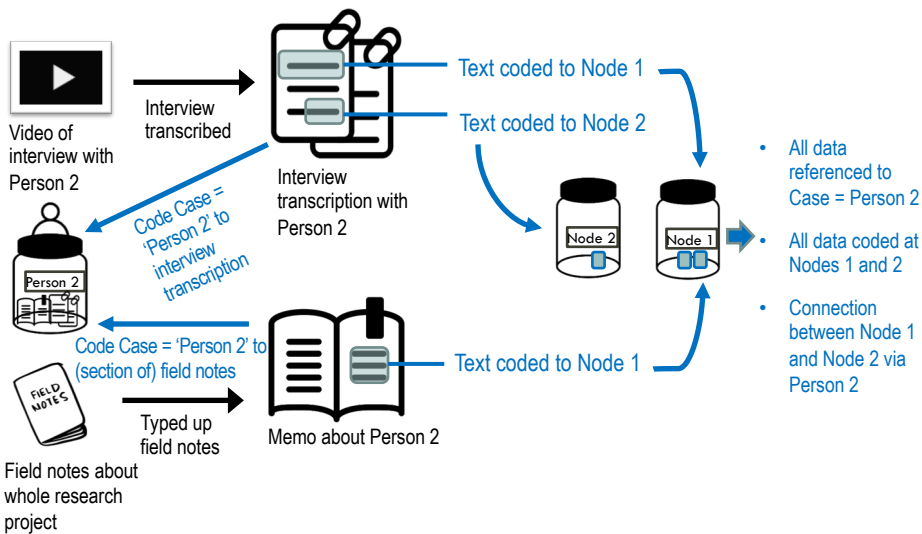 Video of
interview with
Person 2
Interview
transcribed
Interview
transcription with
Person 2
Text coded to Node 1
Text coded to Node 2
Code Case =
‘Person 2’ to
interview
transcription
Person 2
Node 2
Node 1
• All data
referenced to
Case = Person 2
• All data coded at
Nodes 1 and 2
• Connection
between Node 1
and Node 2 via
Person 2
Code Case = ‘Person 2’ to
(section of) field notes
Text coded to Node 1
FIELD
NOTES
Typed up
field notes
Memo about Person 2
Field notes about
whole research
project